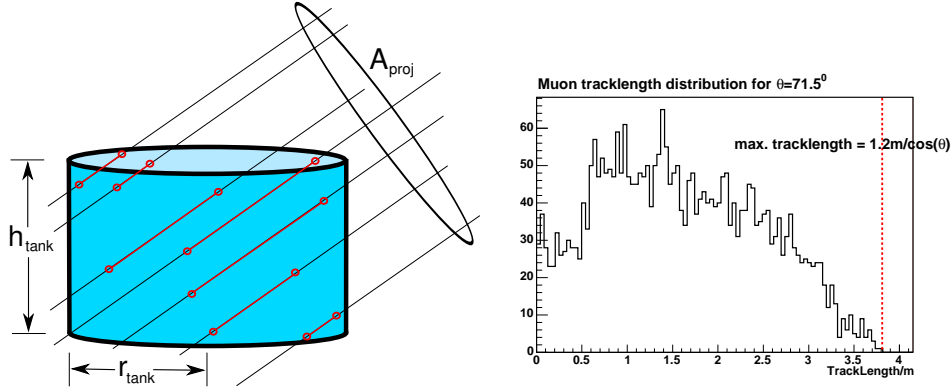 A_proj
h_tank
r_tank
Muon tracklength distribution for θ=71.5⁰
max. tracklength = 1.2m/cos(θ)
60
50
40
30
20
10
0
0 0.5 1 1.5 2 2.5 3 3.5 4
TrackLength/m